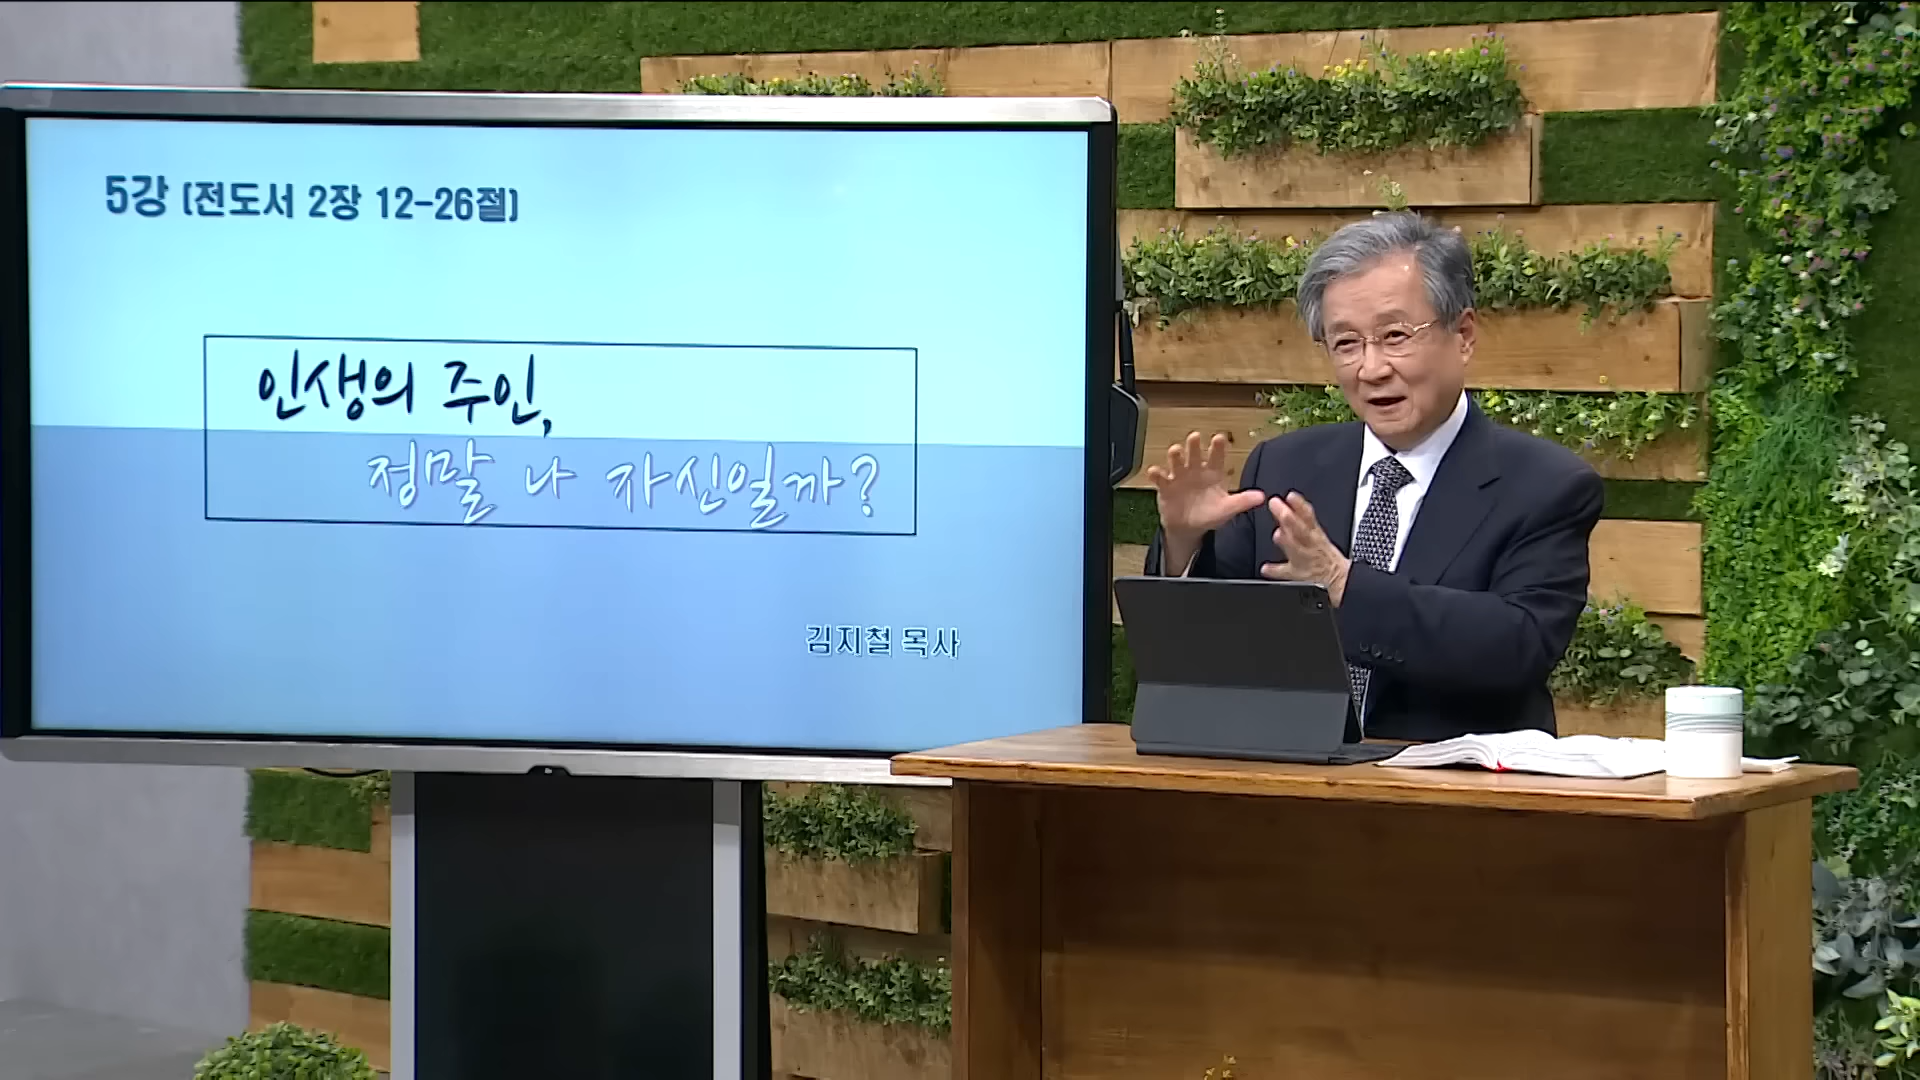 5강 (전도서 2장 12-26절)
인생의 주인,
정말 나 자신일까?
김지철 목사